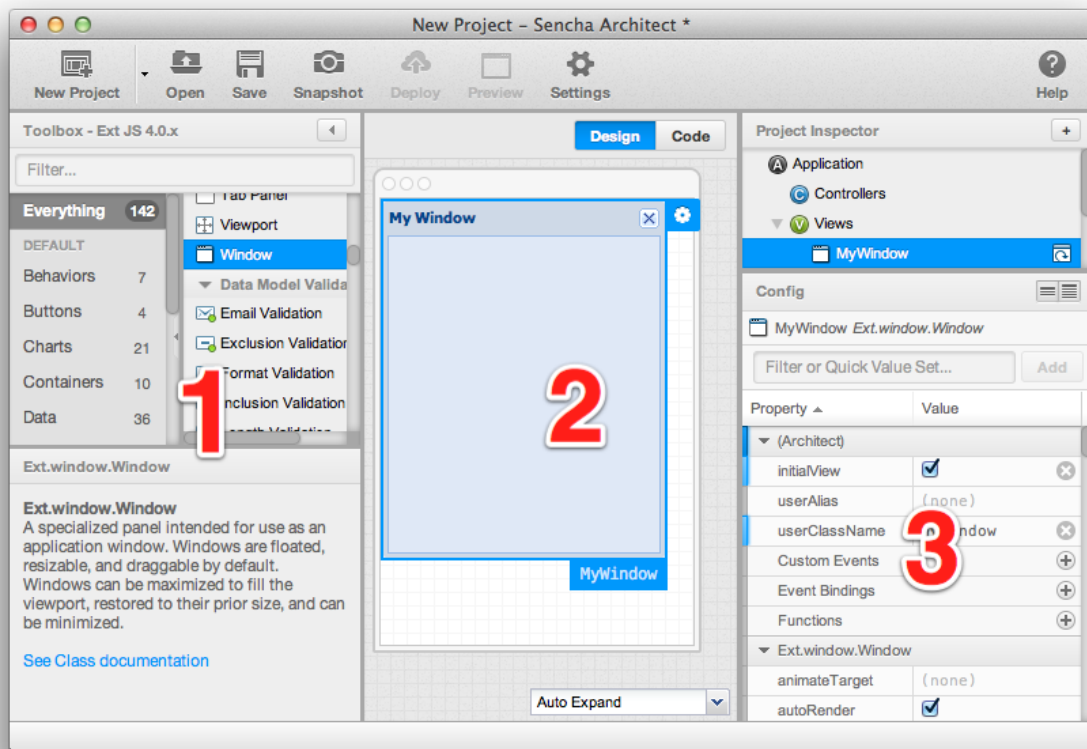 New Project – Sencha Architect *
New Project
Open
Save
Snapshot
Deploy
Preview
Settings
Help
Toolbox - Ext JS 4.0.x
Filter...
Everything 142
DEFAULT
Behaviors 7
Buttons 4
Charts 21
Containers 10
Data 36
Tab Panel
Viewport
Window
Data Model Valida
Email Validation
Exclusion Validation
Format Validation
Inclusion Validation
Length Validation
1
Ext.window.Window
Ext.window.Window
A specialized panel intended for use as an
application window. Windows are floated,
resizable, and draggable by default.
Windows can be maximized to fill the
viewport, restored to their prior size, and can
be minimized.
See Class documentation
Design Code
My Window
2
MyWindow
Auto Expand
Project Inspector
A Application
C Controllers
V Views
MyWindow
Config
MyWindow Ext.window.Window
Filter or Quick Value Set... Add
Property Value
(Architect)
initialView
userAlias (none)
userClassName
3
Custom Events
Event Bindings
Functions
Ext.window.Window
animateTarget (none)
autoRender